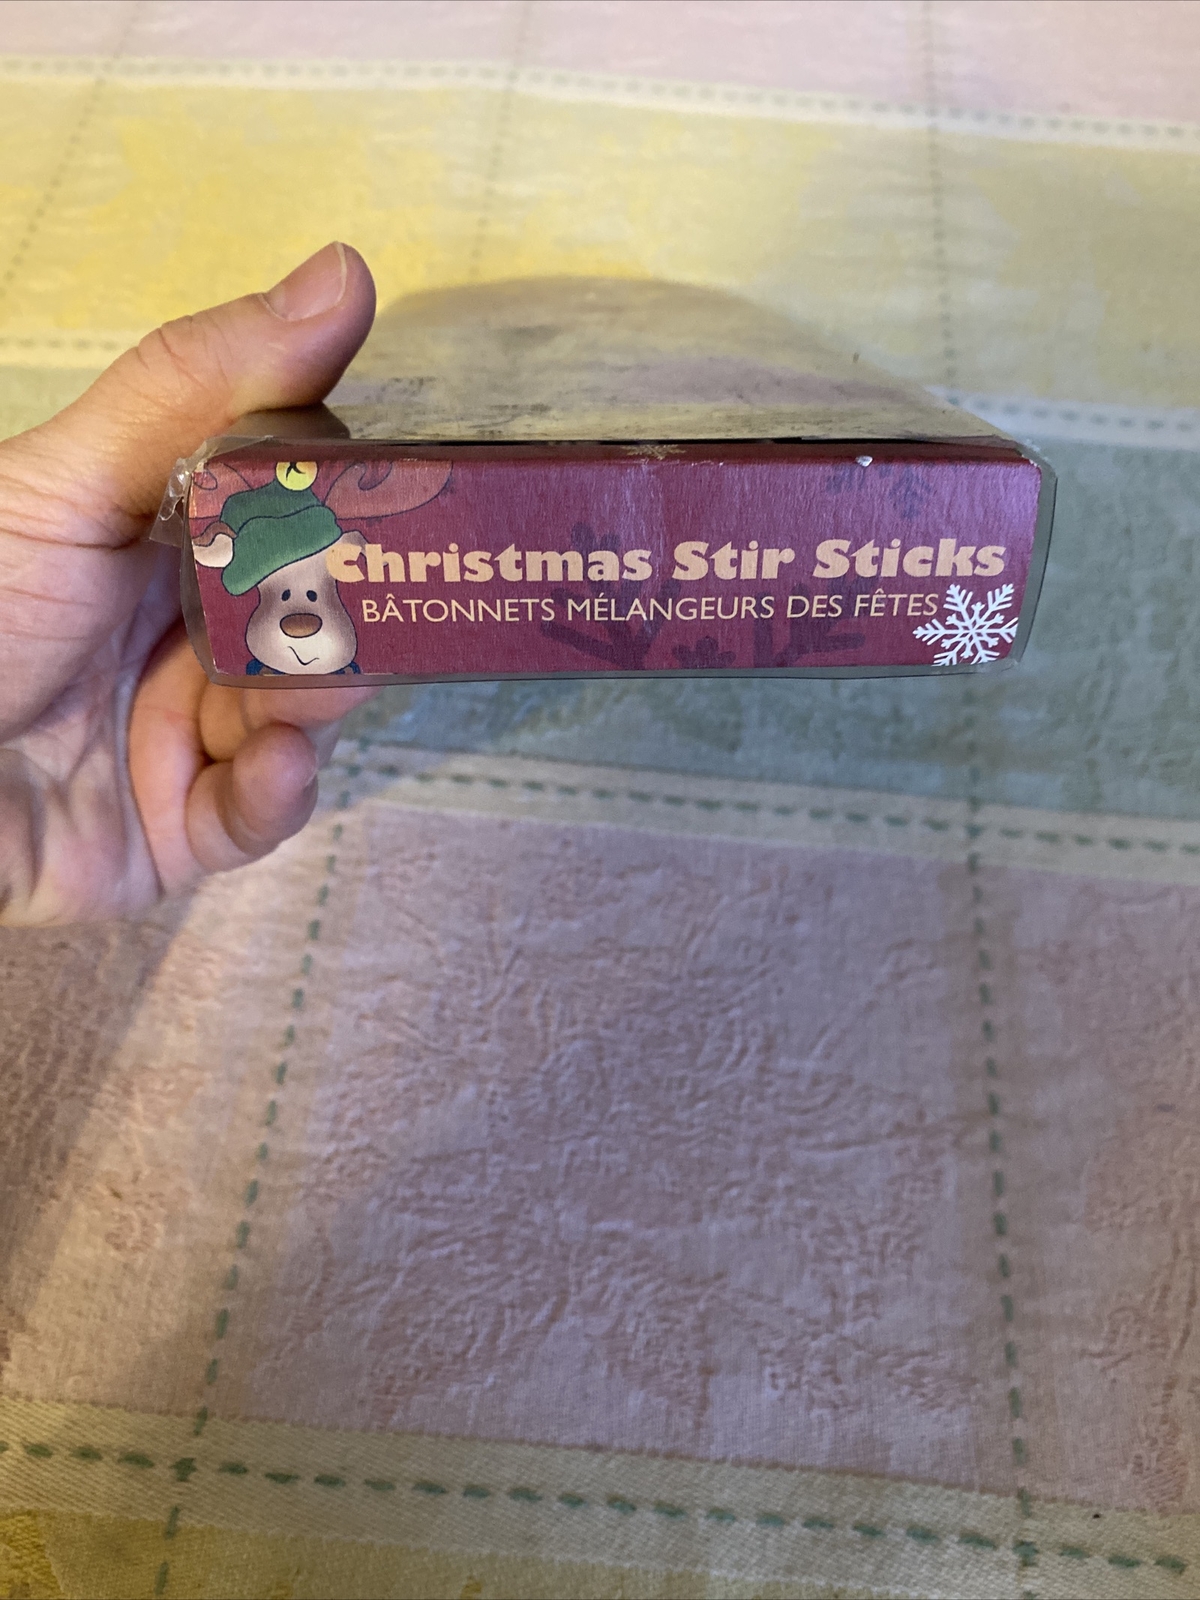 Christmas Stir Sticks
BÂTONNETS MÉLANGEURS DES FÊTES